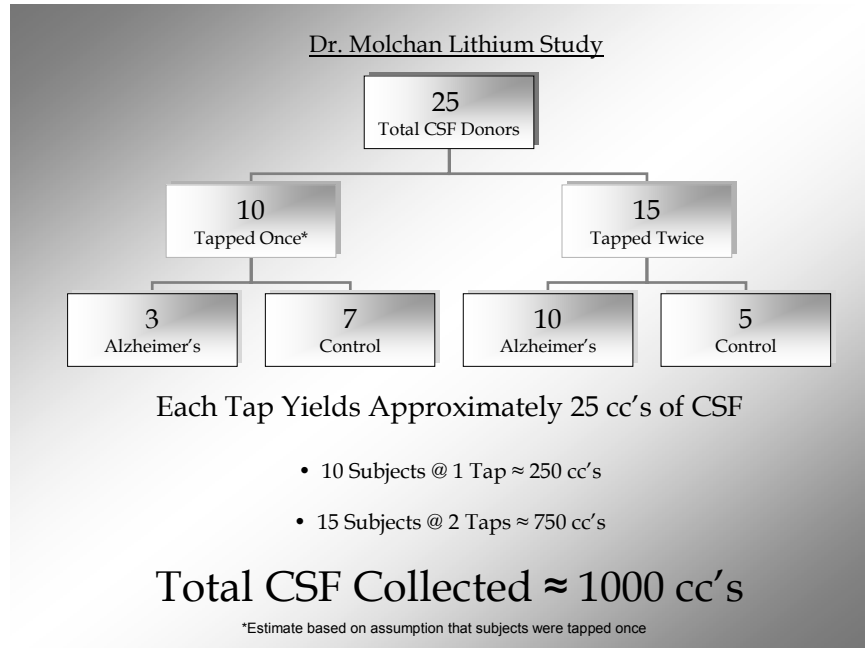 Dr. Molchan Lithium Study
25
Total CSF Donors
10
Tapped Once*
15
Tapped Twice
3
Alzheimer’s
7
Control
10
Alzheimer’s
5
Control
Each Tap Yields Approximately 25 cc’s of CSF
• 10 Subjects @ 1 Tap ≈ 250 cc’s
• 15 Subjects @ 2 Taps ≈ 750 cc’s
Total CSF Collected ≈ 1000 cc’s
*Estimate based on assumption that subjects were tapped once